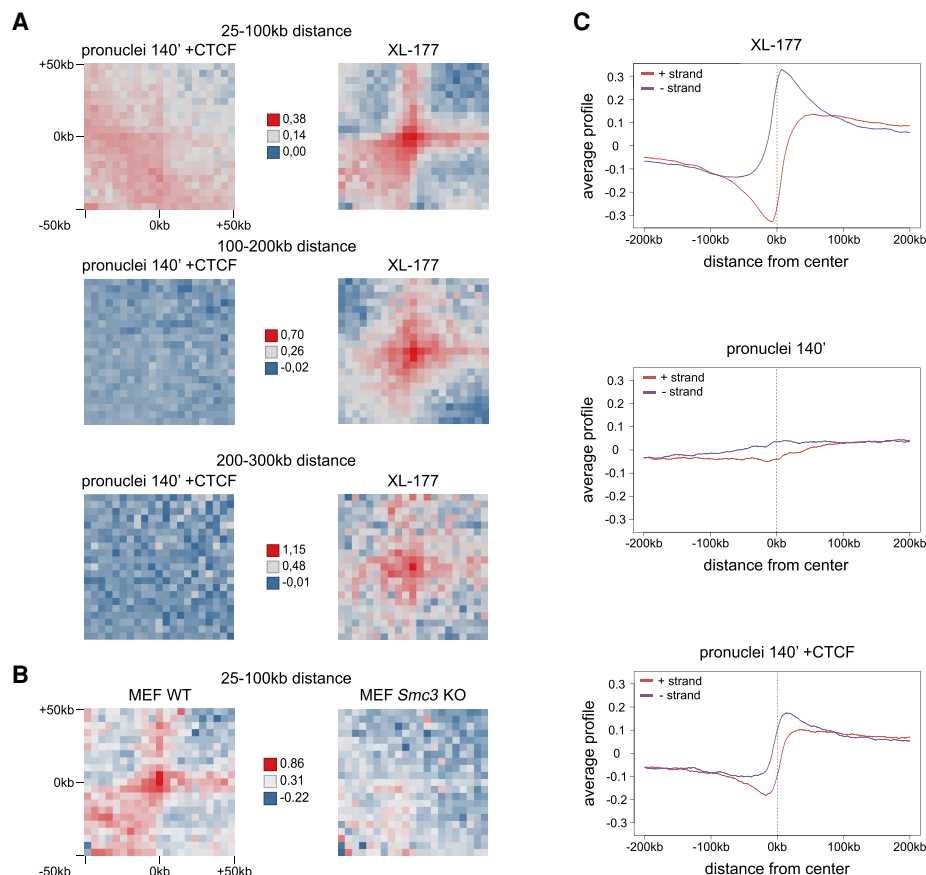 A
25-100kb distance
pronuclei 140’ +CTCF
XL-177
+50kb
0kb
-50kb
0kb
+50kb
0,38
0,14
0,00
100-200kb distance
pronuclei 140’ +CTCF
XL-177
0,70
0,26
-0,02
200-300kb distance
pronuclei 140’ +CTCF
XL-177
1,15
0,48
-0,01
B
25-100kb distance
MEF WT
MEF Smc3 KO
+50kb
0kb
-50kb
0kb
+50kb
0.86
0.31
-0.22
C
XL-177
+ strand
- strand
average profile
0.3
0.2
0.1
0
-0.1
-0.2
-0.3
-200kb
-100kb
0kb
100kb
200kb
distance from center
pronuclei 140’
+ strand
- strand
average profile
0.3
0.2
0.1
0
-0.1
-0.2
-0.3
-200kb
-100kb
0kb
100kb
200kb
distance from center
pronuclei 140’ +CTCF
+ strand
- strand
average profile
0.3
0.2
0.1
0
-0.1
-0.2
-0.3
-200kb
-100kb
0kb
100kb
200kb
distance from center